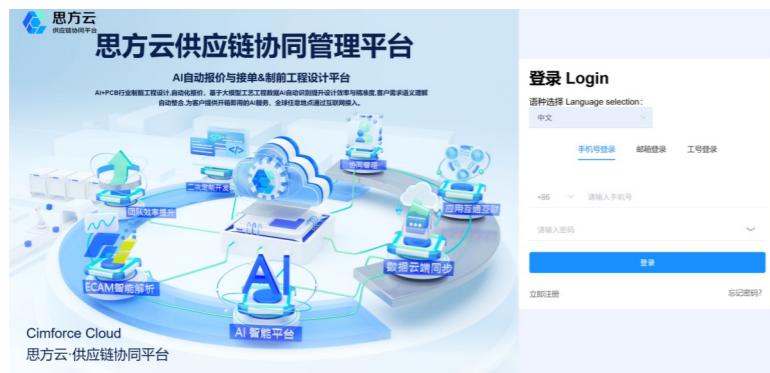 思方云
供应链协同平台
思方云供应链协同管理平台
AI自动报价与接单&制前工程设计平台
AI+PCB行业制前工程设计,自动化报价、基于大模型工艺工程数据AI自动识别提升设计效率与精准度,客户需求语义理解
自动整合,为客户提供开箱即用的AI服务、全球任意地点通过互联网接入。
协同管理
二次定制开发
应用互通互联
团队效率提升
数据云端同步
ECAM智能解析
AI
AI 智能平台
Cimforce Cloud
思方云·供应链协同平台
登录 Login
语种选择 Language selection:
中文
手机号登录 邮箱登录 工号登录
+86 请输入手机号
请输入密码
登录
立即注册 忘记密码?